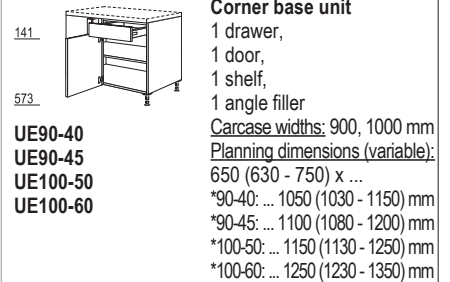 141
573
UE90-40
UE90-45
UE100-50
UE100-60
Corner base unit
1 drawer,
1 door,
1 shelf,
1 angle filler
Carcase widths: 900, 1000 mm
Planning dimensions (variable):
650 (630 - 750) x ...
*90-40: ... 1050 (1030 - 1150) mm
*90-45: ... 1100 (1080 - 1200) mm
*100-50: ... 1150 (1130 - 1250) mm
*100-60: ... 1250 (1230 - 1350) mm